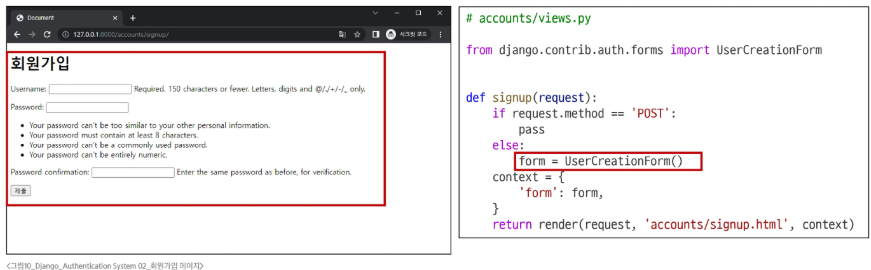 Document
127.0.0.1:8000/accounts/signup/
시크릿 모드
회원가입
Username: Required. 150 characters or fewer. Letters, digits and @/./+/-/_ only.
Password:
Your password can't be too similar to your other personal information.
Your password must contain at least 8 characters.
Your password can't be a commonly used password.
Your password can't be entirely numeric.
Password confirmation: Enter the same password as before, for verification.
제출
<그림10_Django_Authentication System 02_회원가입 페이지>
# accounts/views.py
from django.contrib.auth.forms import UserCreationForm
def signup(request):
if request.method == 'POST':
pass
else:
form = UserCreationForm()
context = {
'form': form,
}
return render(request, 'accounts/signup.html', context)